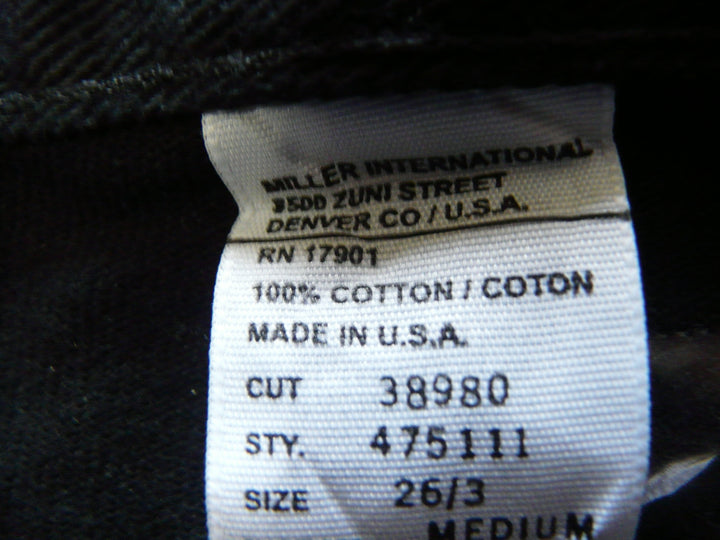 MILLER INTERNATIONAL
8500 ZUNI STREET
DENVER CO / U.S.A.
RN 17901
100% COTTON / COTON
MADE IN U.S.A.
CUT 38980
STY. 475111
SIZE 26/3
MEDIUM